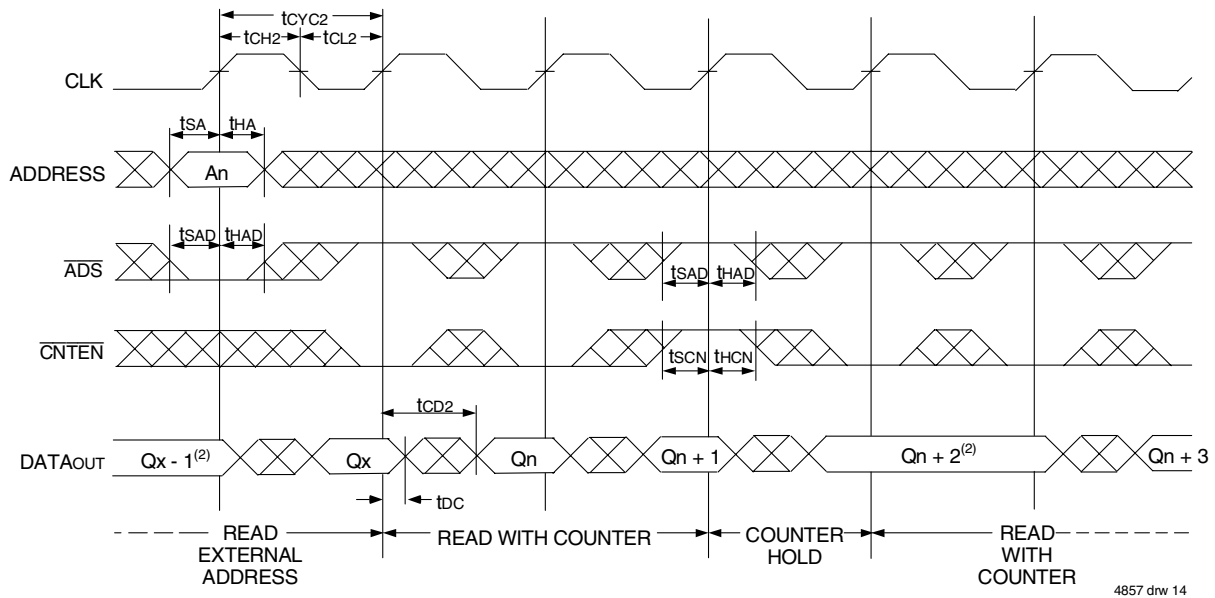 tCYC2
tCH2 tCL2
CLK
tSA tHA
ADDRESS An
tSAD tHAD
ADS
tSAD tHAD
CNTEN
tSCN tHCN
tCD2
DATAOUT Qx - 1(2) Qx Qn Qn + 1 Qn + 2(2) Qn + 3
tDC
READ EXTERNAL ADDRESS
READ WITH COUNTER
COUNTER HOLD
READ WITH COUNTER
4857 drw 14